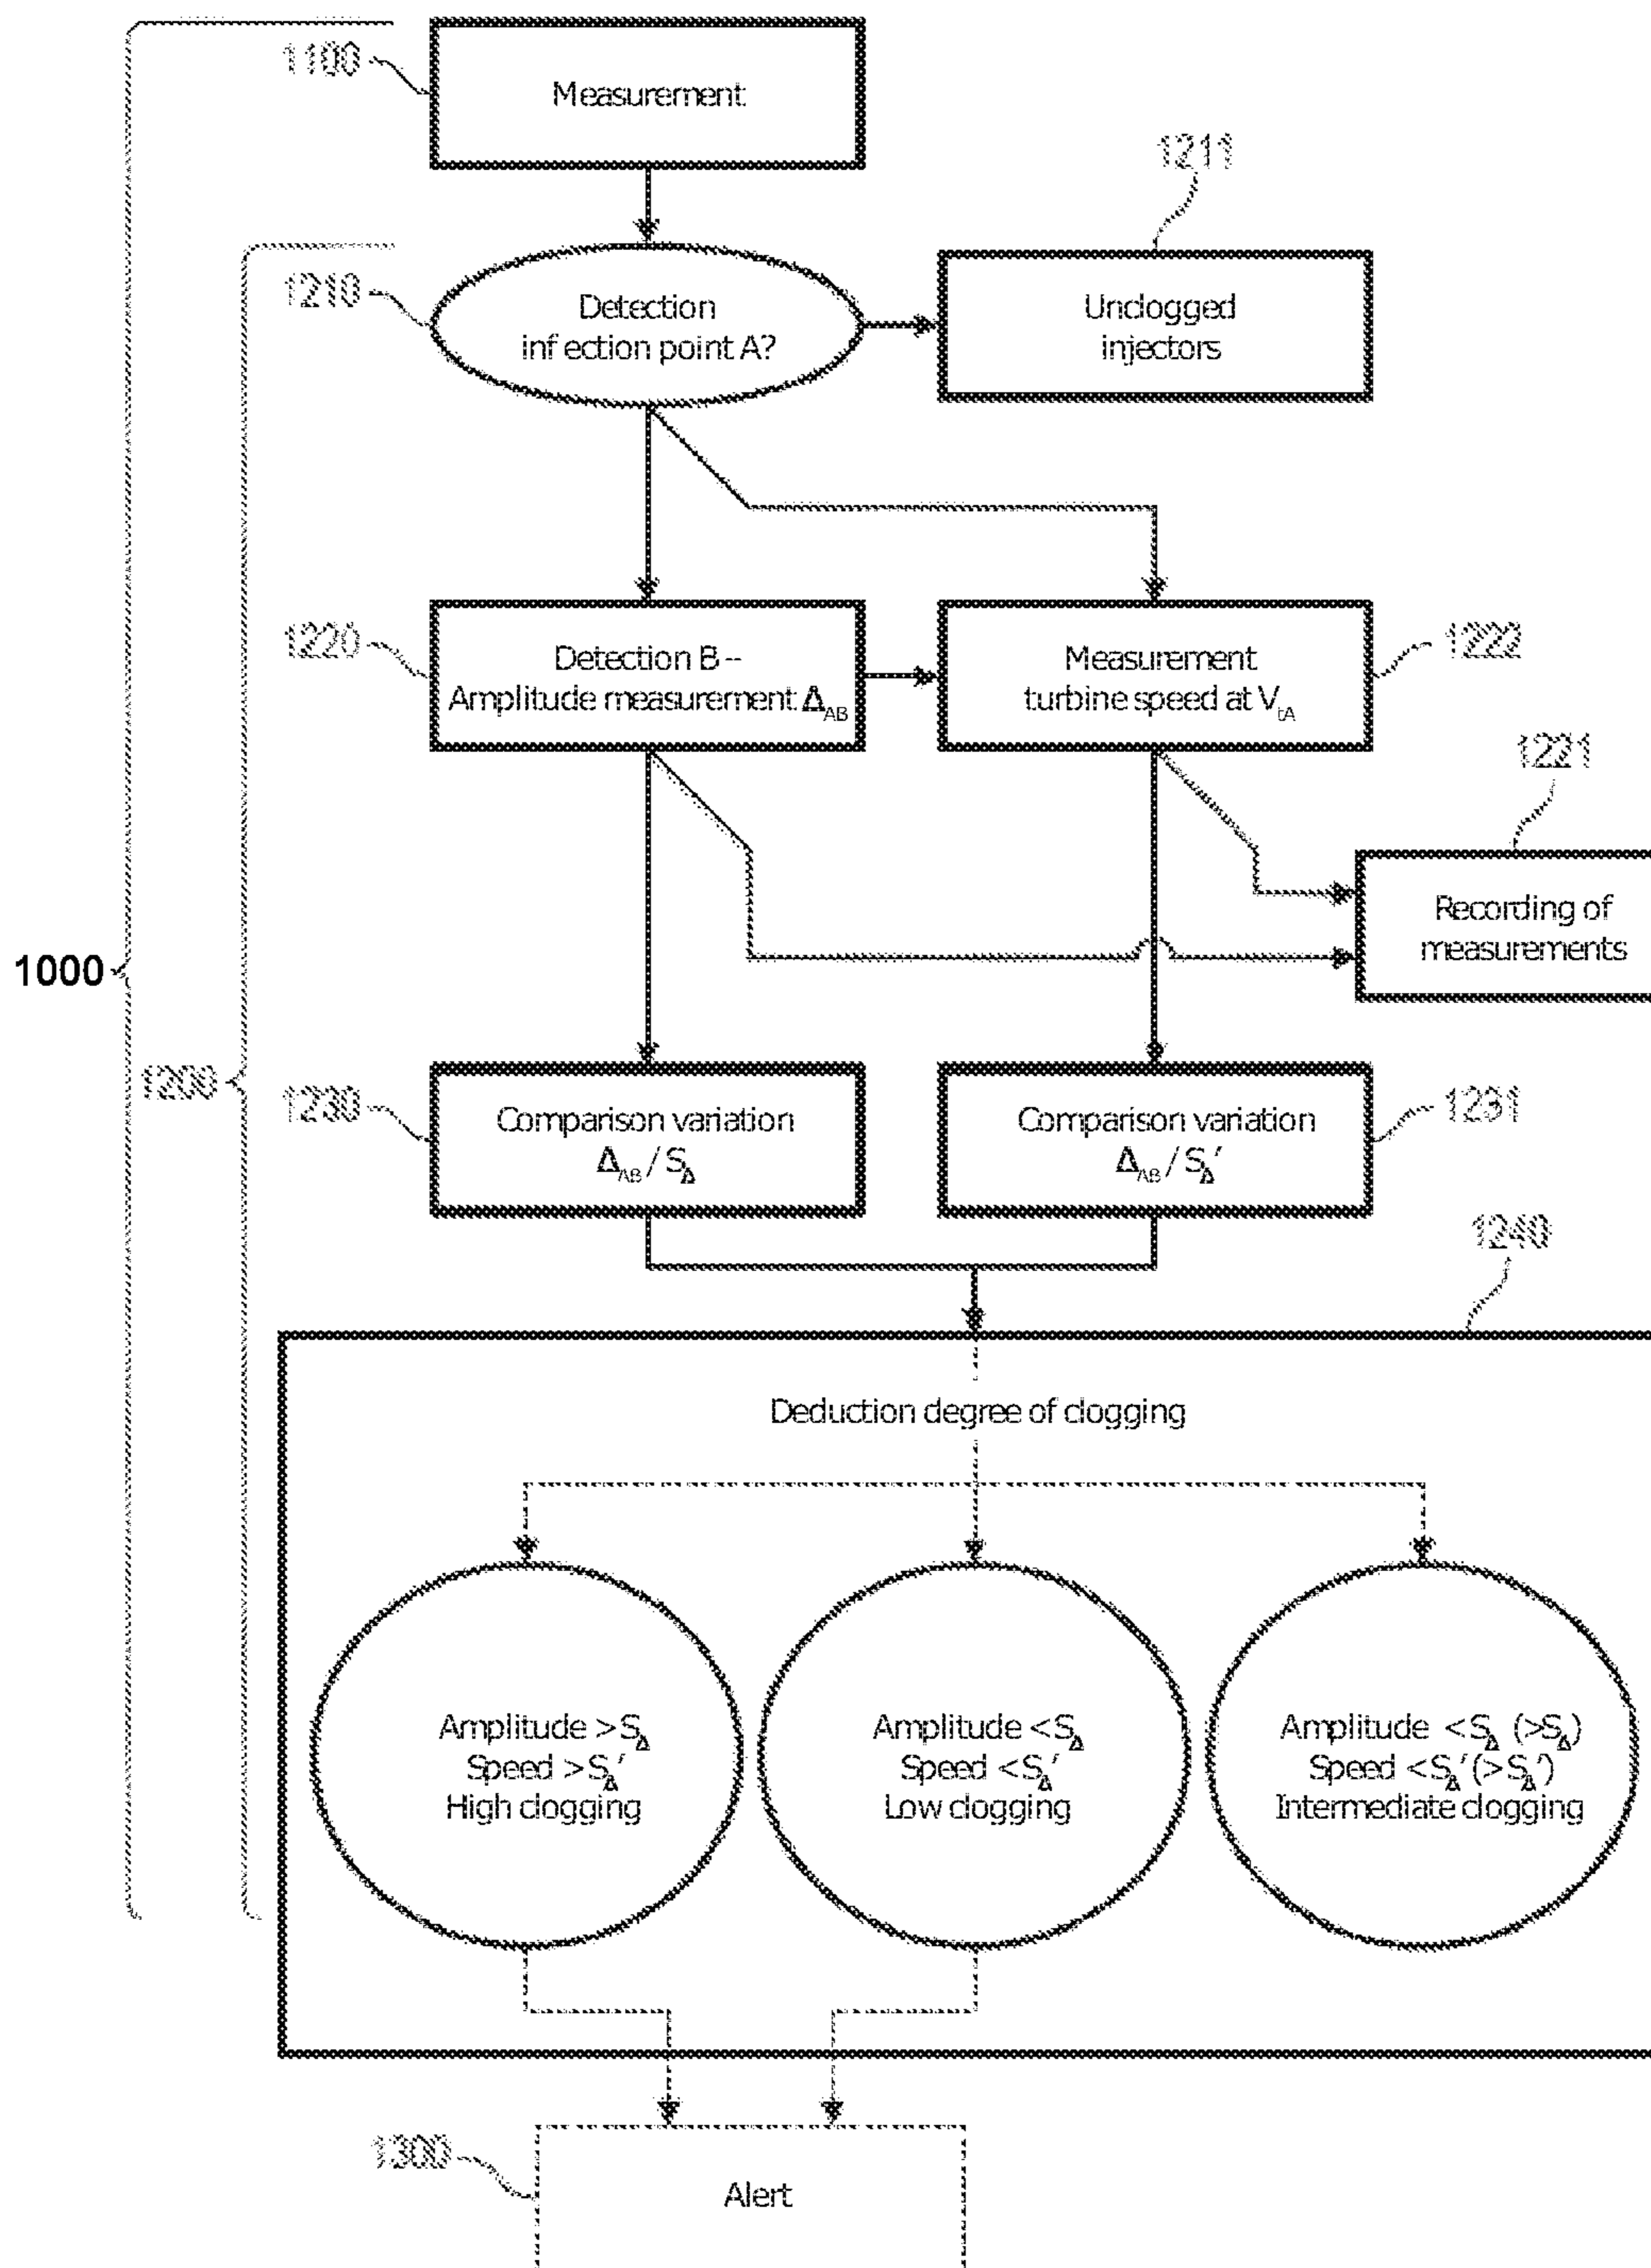 1100
Measurement
1211
1210
Detection
inf ection point A?
Unclogged
injectors
1220
Detection B --
Amplitude measurement Δ_AB
Measurement
turbine speed at V_tA
1222
1221
Recording of
measurements
1000
1200
1230
Comparison variation
Δ_AB / S_Δ
Comparison variation
Δ_AB / S_Δ'
1231
1240
Deduction degree of clogging
Amplitude > S_Δ
Speed > S_Δ'
High clogging
Amplitude < S_Δ
Speed < S_Δ'
Low clogging
Amplitude < S_Δ (>S_Δ)
Speed < S_Δ' (>S_Δ')
Intermediate clogging
1300
Alert